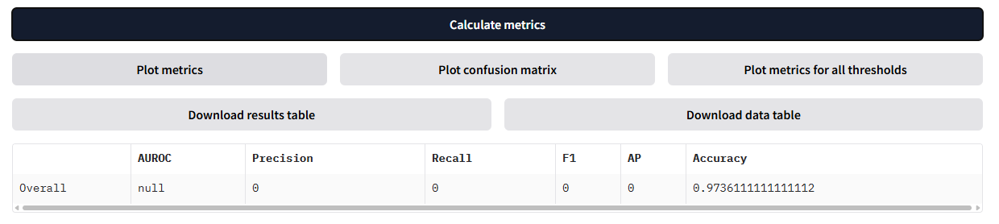 Calculate metrics
Plot metrics Plot confusion matrix Plot metrics for all thresholds
Download results table Download data table
AUROC Precision Recall F1 AP Accuracy
Overall null 0 0 0 0 0.9736111111111112